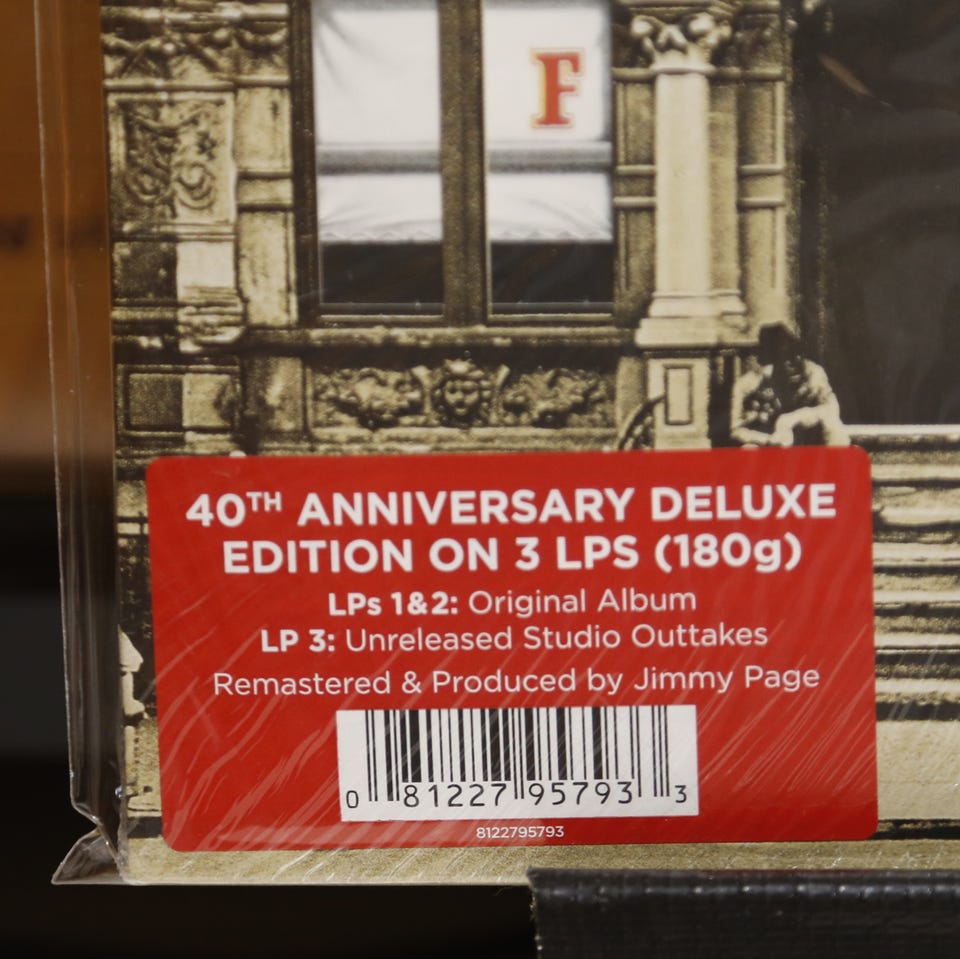 F
40TH ANNIVERSARY DELUXE
EDITION ON 3 LPS (180g)
LPs 1&2: Original Album
LP 3: Unreleased Studio Outtakes
Remastered & Produced by Jimmy Page
0 81227 95793 3
8122795793